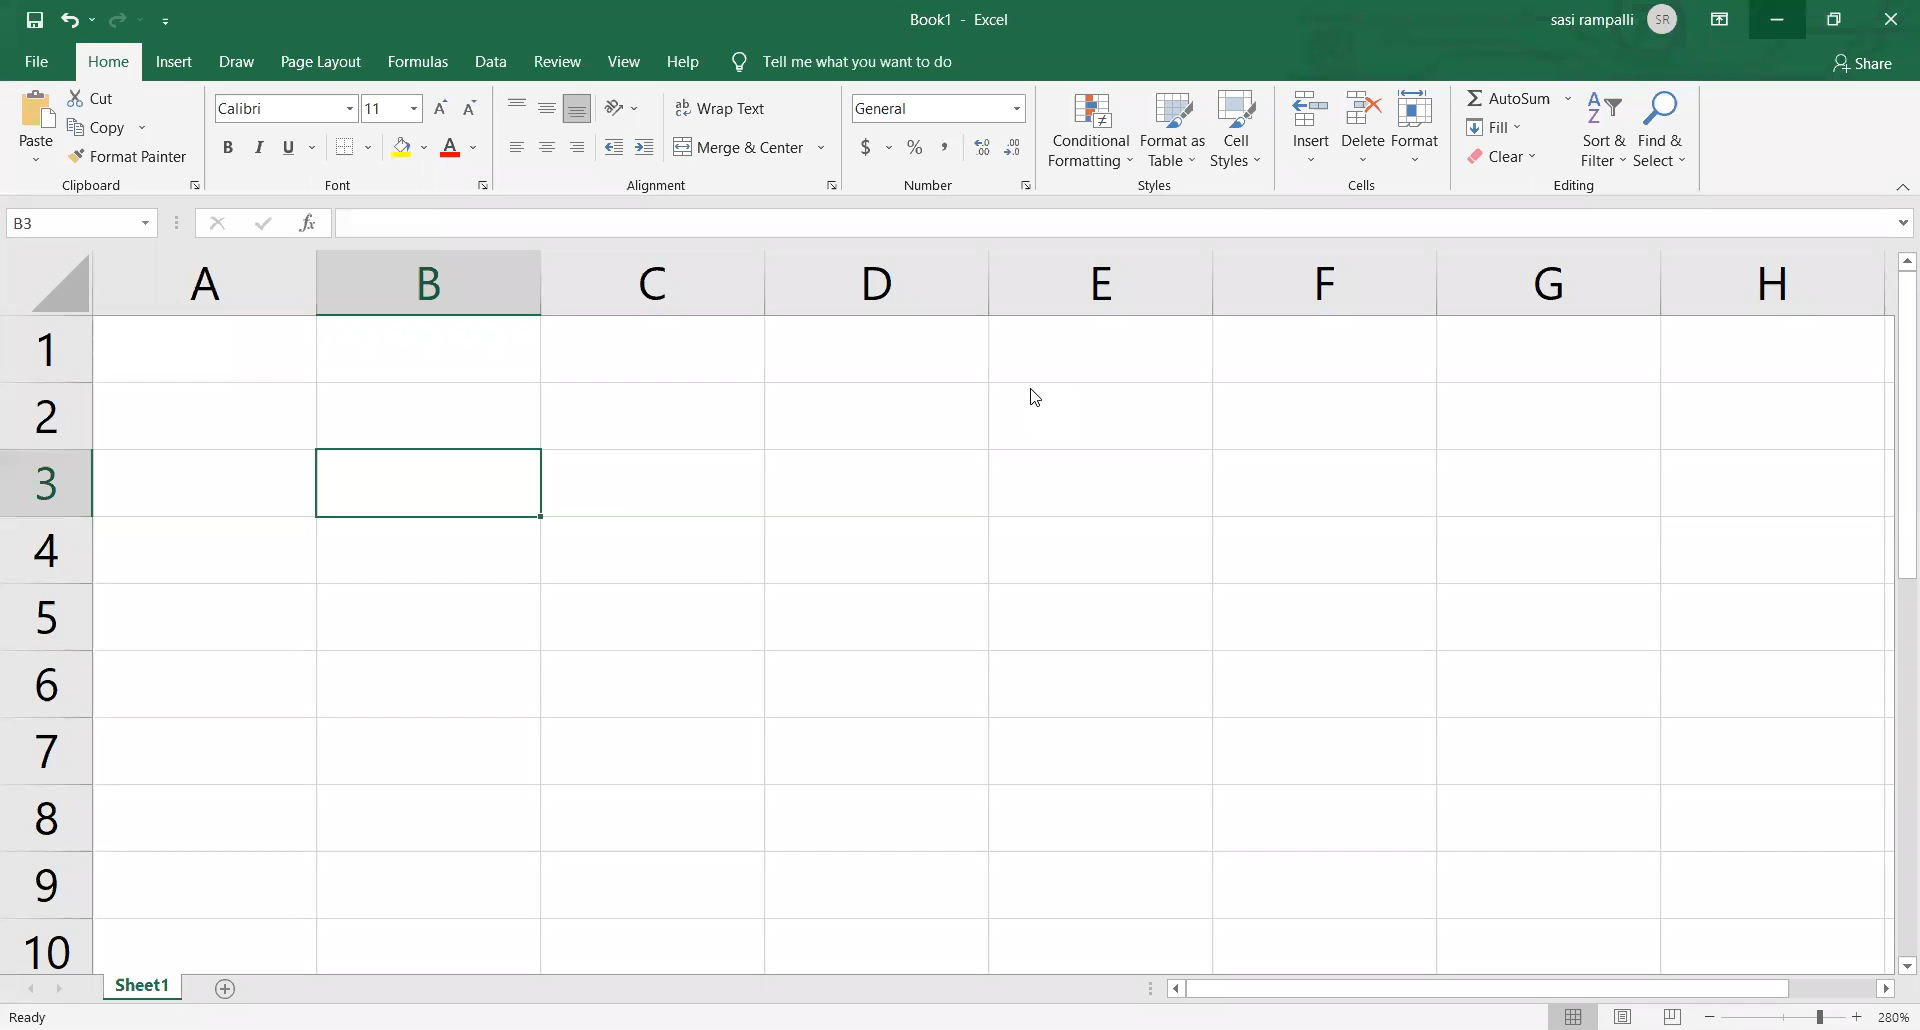 Book1 - Excel
sasi rampalli SR
File Home Insert Draw Page Layout Formulas Data Review View Help Tell me what you want to do Share
Paste
Cut
Copy
Format Painter
Clipboard
Calibri 11 A A
B I U A
Font
ab Wrap Text
Merge & Center
Alignment
General
$ % ,
Number
Conditional Formatting
Format as Table
Cell Styles
Styles
Insert
Delete
Format
Cells
Σ AutoSum
Fill
Clear
Sort & Filter
Find & Select
Editing
B3 fx
A B C D E F G H
1
2
3
4
5
6
7
8
9
10
Sheet1
Ready 280%